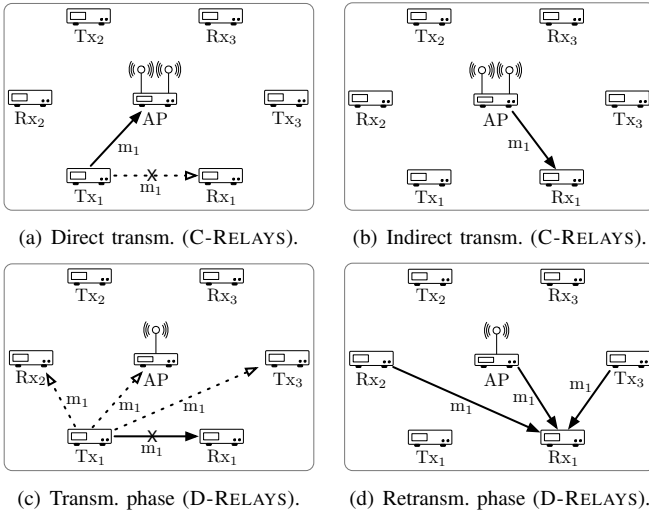 Tx₂ Rx₃
Rx₂ AP Tx₃
m₁
m₁
Tx₁ Rx₁
(a) Direct transm. (C-RELAYS).
Tx₂ Rx₃
Rx₂ AP Tx₃
m₁
Tx₁ Rx₁
(b) Indirect transm. (C-RELAYS).
Tx₂ Rx₃
Rx₂ AP Tx₃
m₁ m₁ m₁
m₁
Tx₁ Rx₁
(c) Transm. phase (D-RELAYS).
Tx₂ Rx₃
Rx₂ AP Tx₃
m₁ m₁ m₁
Tx₁ Rx₁
(d) Retransm. phase (D-RELAYS).